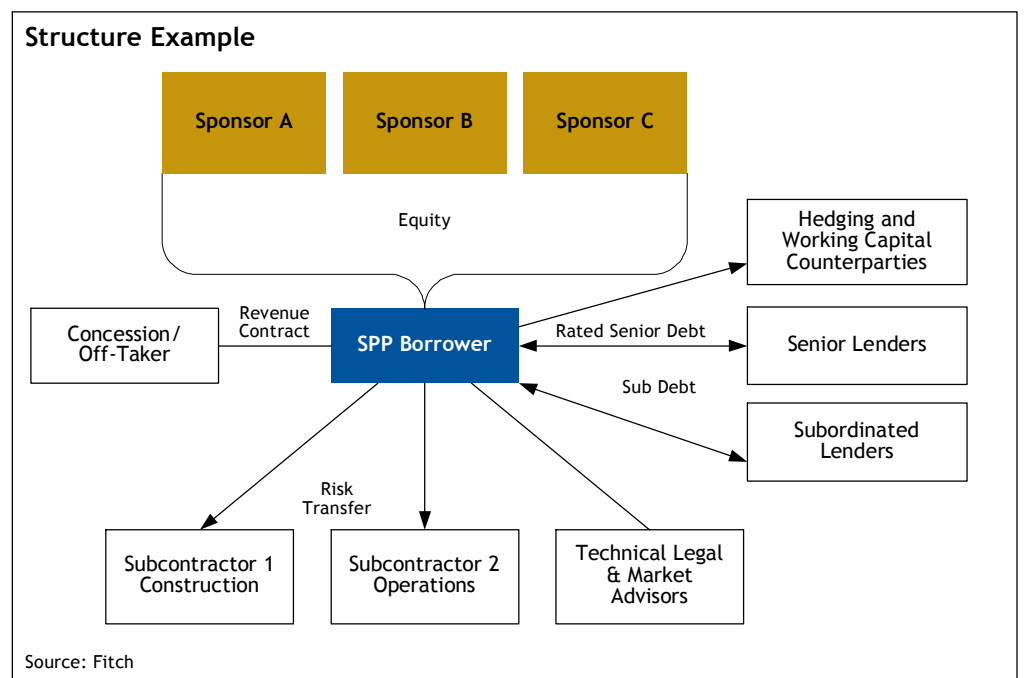 Structure Example
Sponsor A
Sponsor B
Sponsor C
Equity
Hedging and
Working Capital
Counterparties
Concession/
Off-Taker
Revenue
Contract
SPP Borrower
Rated Senior Debt
Senior Lenders
Sub Debt
Subordinated
Lenders
Risk
Transfer
Subcontractor 1
Construction
Subcontractor 2
Operations
Technical Legal
& Market
Advisors
Source: Fitch